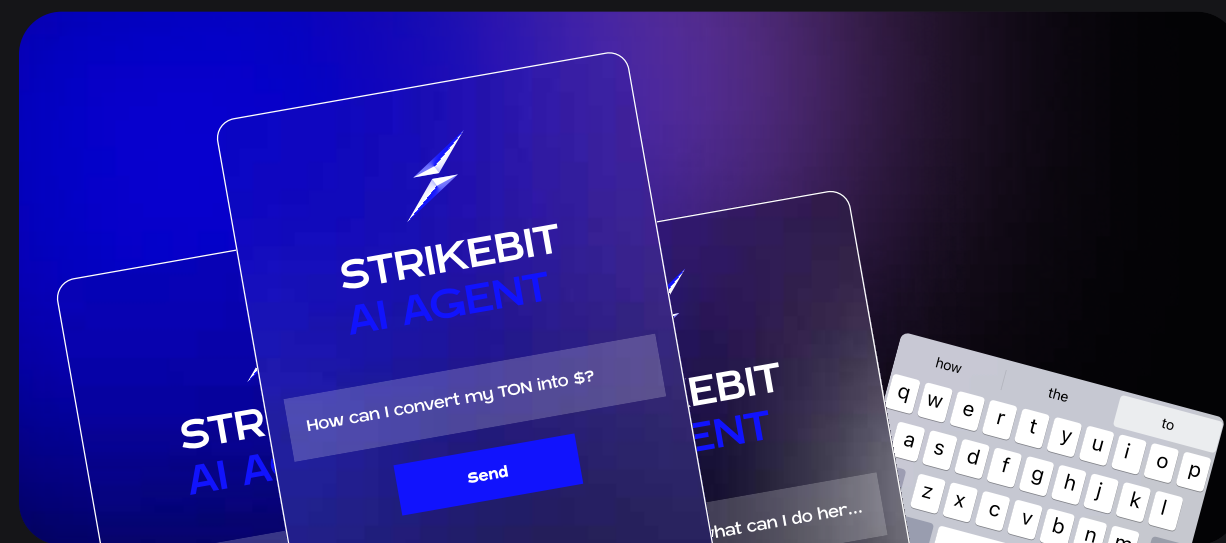 STRIKEBIT
AI AGENT
How can I convert my TON into $?
Send
STR
AI A
EBIT
ENT
what can I do her...
how the to
q w e r t y u i o p
a s d f g h j k l
z x c v b n m